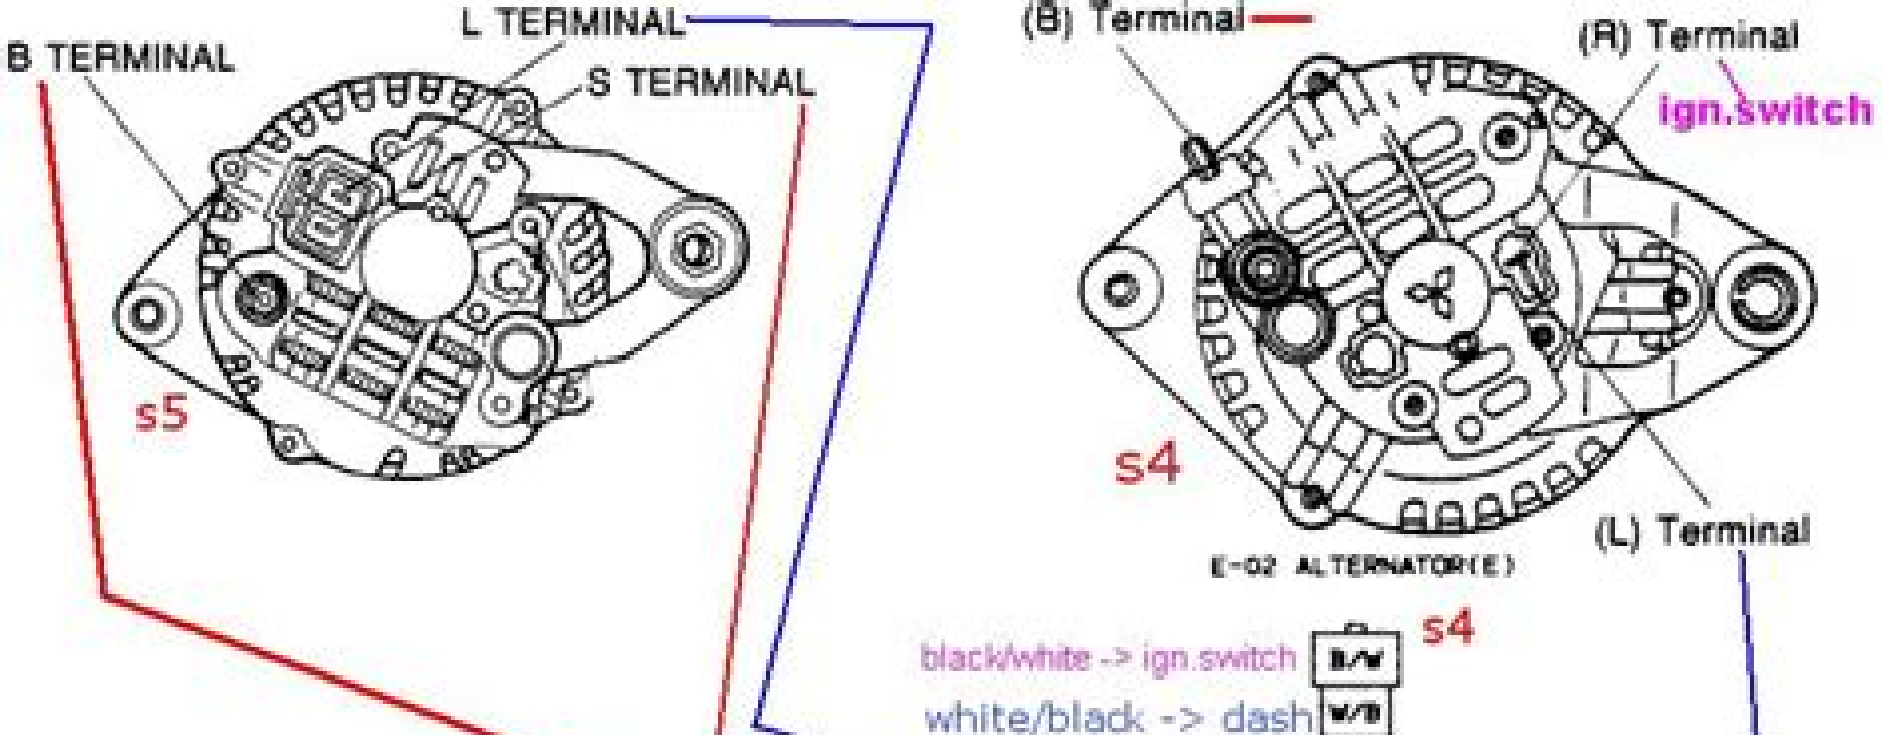 L TERMINAL
B TERMINAL
S TERMINAL
s5
(B) Terminal
(R) Terminal
ign.switch
s4
(L) Terminal
E-02 ALTERNATOR(E)
s4
black/white -> ign.switch
B/W
white/black -> dash
W/B